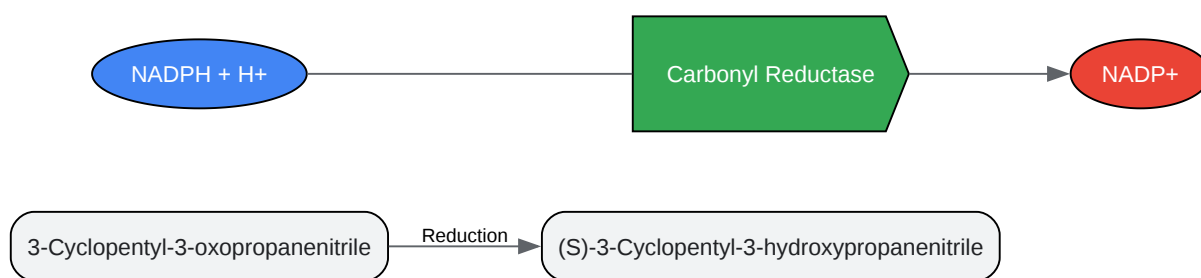 NADPH + H+
Carbonyl Reductase
NADP+
3-Cyclopentyl-3-oxopropanenitrile
Reduction
(S)-3-Cyclopentyl-3-hydroxypropanenitrile